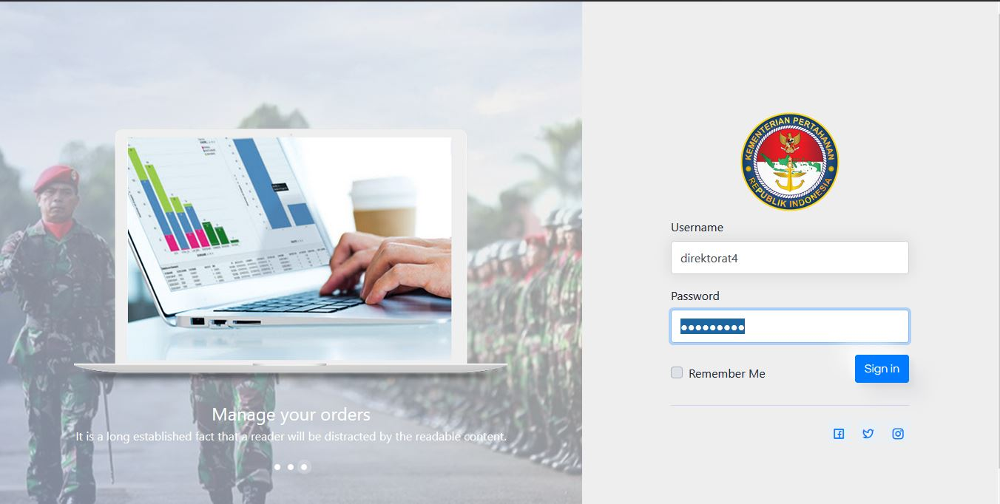 KEMENTERIAN PERTAHANAN
REPUBLIK INDONESIA
Username
direktorat4
Password
Remember Me
Sign in
Manage your orders
It is a long established fact that a reader will be distracted by the readable content.